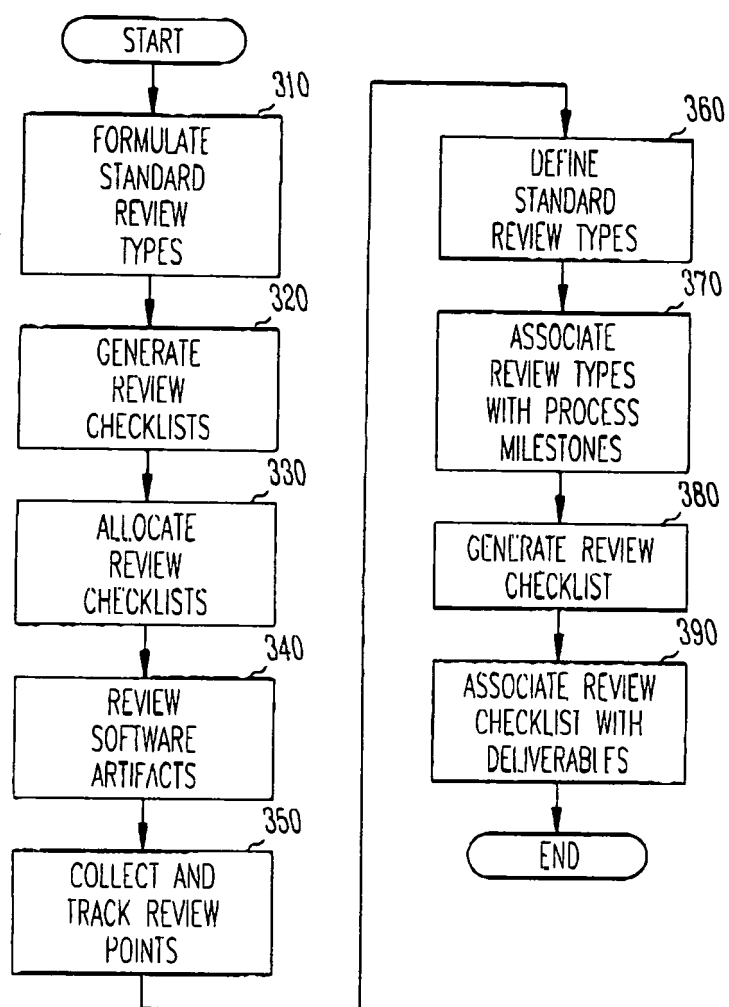 START
310
FORMULATE
STANDARD
REVIEW
TYPES
320
GENERATE
REVIEW
CHECKLISTS
330
ALLOCATE
REVIEW
CHECKLISTS
340
REVIEW
SOFTWARE
ARTIFACTS
350
COLLECT AND
TRACK REVIEW
POINTS
360
DEFINE
STANDARD
REVIEW TYPES
370
ASSOCIATE
REVIEW TYPES
WITH PROCESS
MILESTONES
380
GENERATE REVIEW
CHECKLIST
390
ASSOCIATE REVIEW
CHECKLIST WITH
DELIVERABLES
END